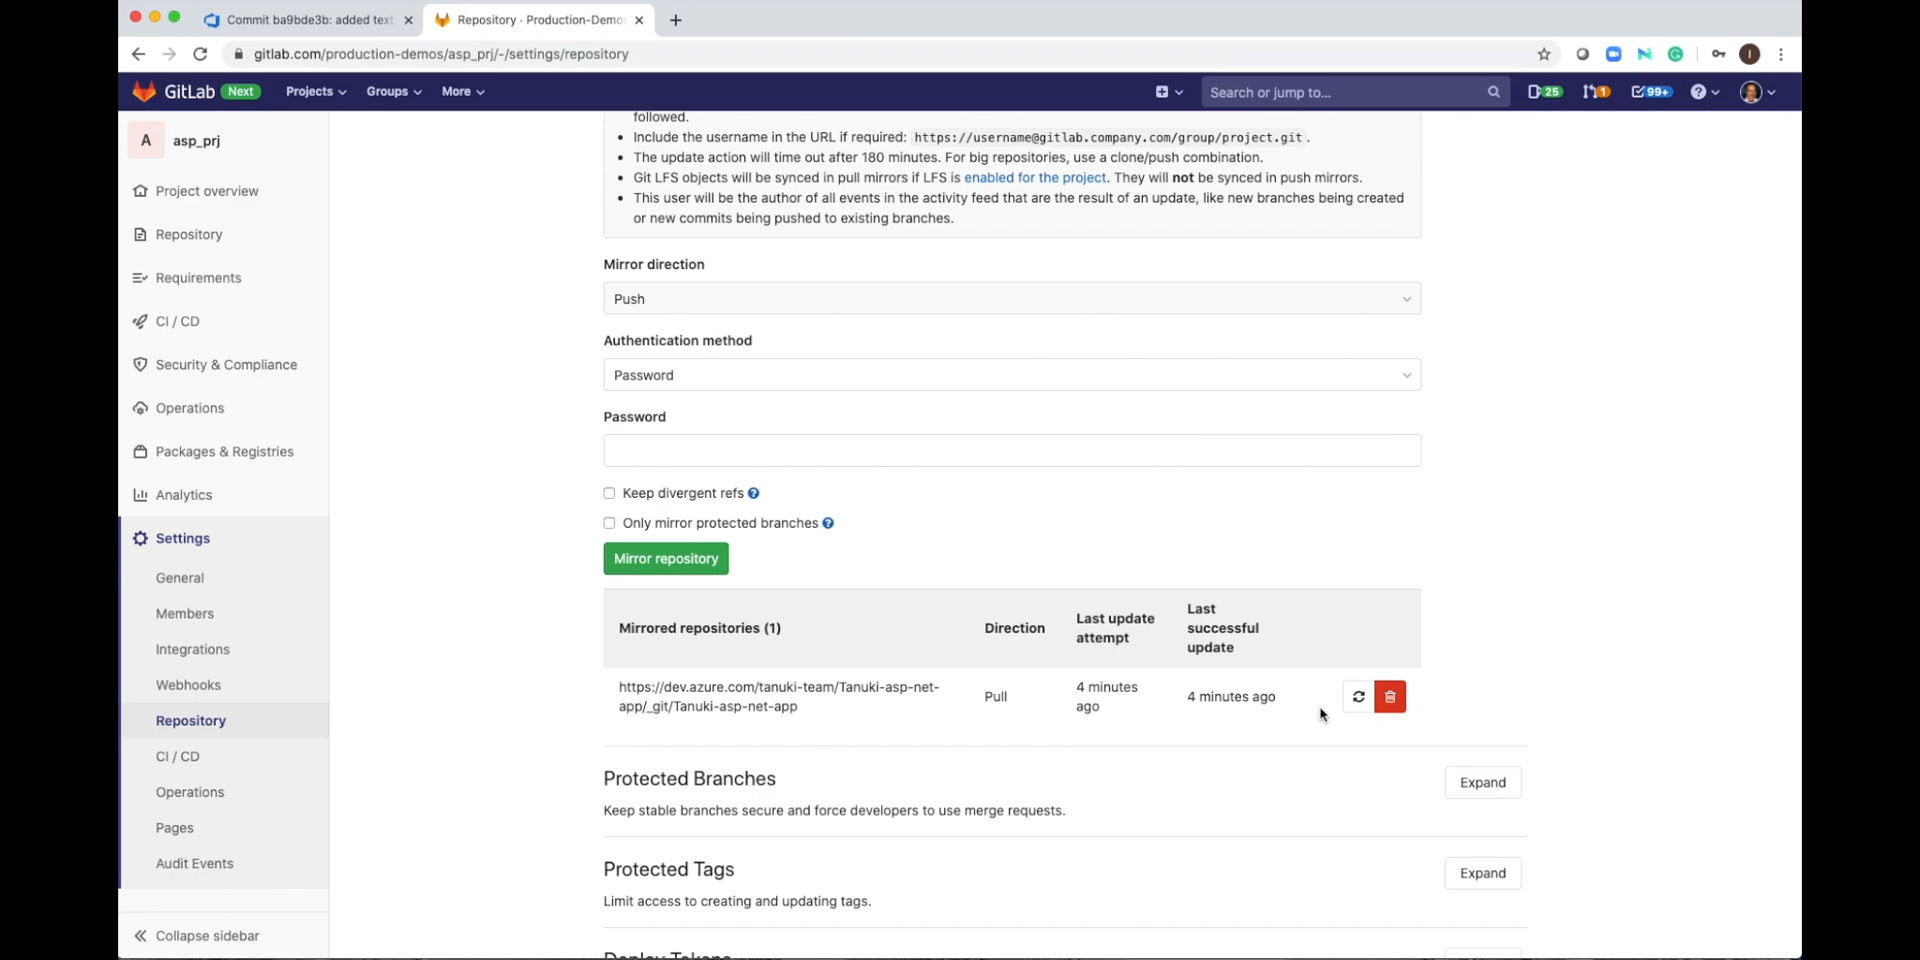 Commit ba9bde3b: added text
Repository · Production-Demo
gitlab.com/production-demos/asp_prj/-/settings/repository
GitLab Next Projects Groups More Search or jump to... 25 1 99+
A asp_prj
Project overview
Repository
Requirements
CI / CD
Security & Compliance
Operations
Packages & Registries
Analytics
Settings
General
Members
Integrations
Webhooks
Repository
CI / CD
Operations
Pages
Audit Events
Collapse sidebar
followed.
Include the username in the URL if required: https://username@gitlab.company.com/group/project.git.
The update action will time out after 180 minutes. For big repositories, use a clone/push combination.
Git LFS objects will be synced in pull mirrors if LFS is enabled for the project. They will not be synced in push mirrors.
This user will be the author of all events in the activity feed that are the result of an update, like new branches being created
or new commits being pushed to existing branches.
Mirror direction
Push
Authentication method
Password
Password
Keep divergent refs
Only mirror protected branches
Mirror repository
Mirrored repositories (1)
Direction
Last update
attempt
Last
successful
update
https://dev.azure.com/tanuki-team/Tanuki-asp-net-
app/_git/Tanuki-asp-net-app
Pull
4 minutes
ago
4 minutes ago
Protected Branches
Expand
Keep stable branches secure and force developers to use merge requests.
Protected Tags
Expand
Limit access to creating and updating tags.
Deploy Tokens